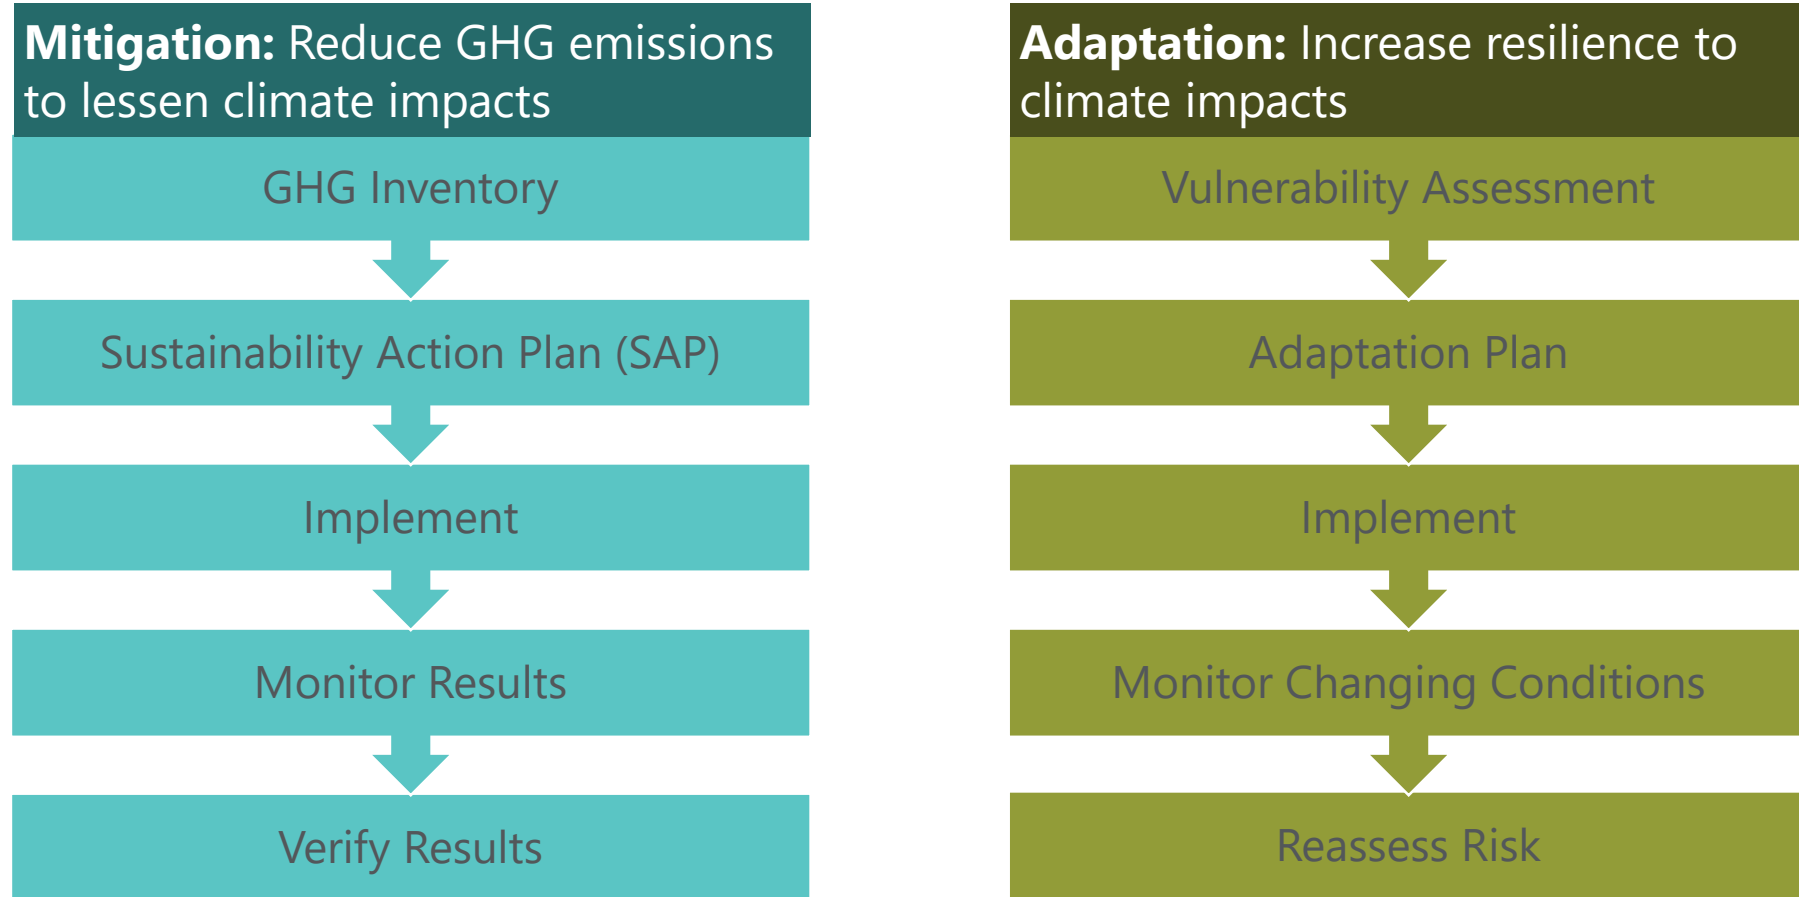 Mitigation: Reduce GHG emissions
to lessen climate impacts
GHG Inventory
Sustainability Action Plan (SAP)
Implement
Monitor Results
Verify Results
Adaptation: Increase resilience to
climate impacts
Vulnerability Assessment
Adaptation Plan
Implement
Monitor Changing Conditions
Reassess Risk